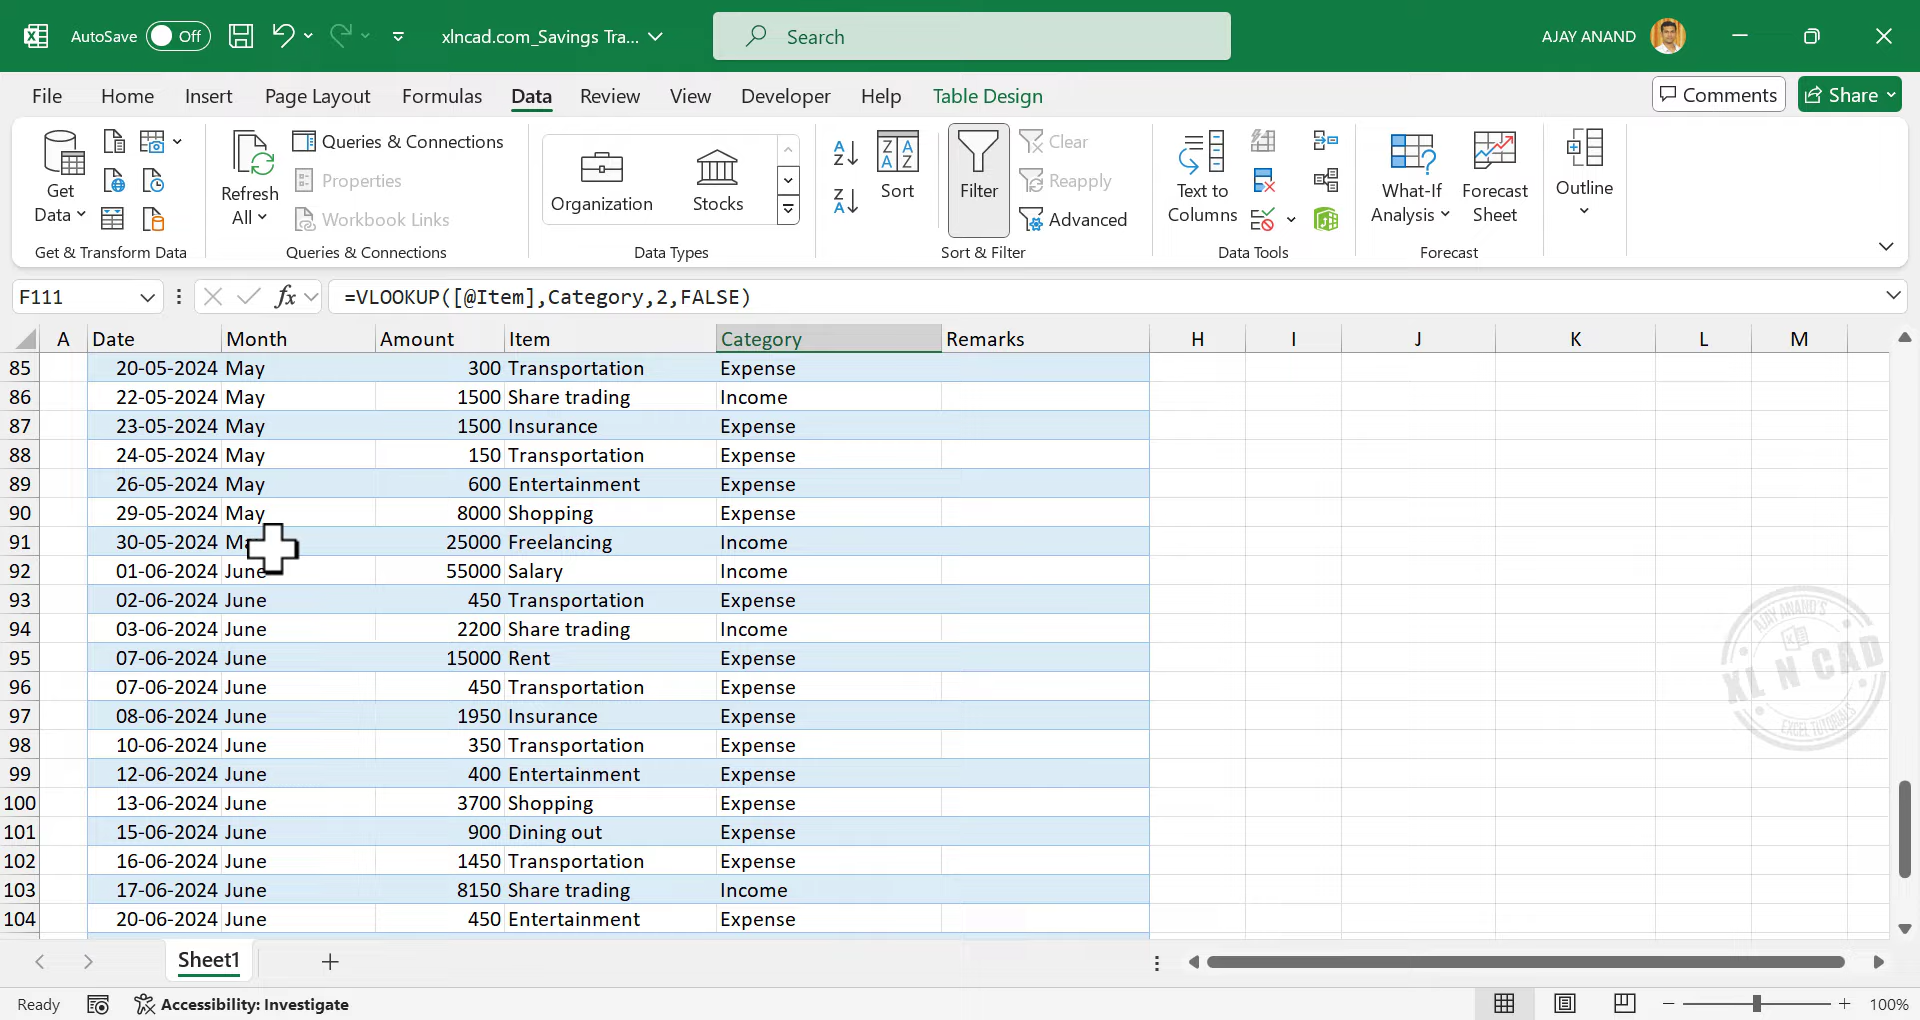 AutoSave Off xlncad.com_Savings Tra... Search AJAY ANAND
File Home Insert Page Layout Formulas Data Review View Developer Help Table Design Comments Share
Get Data
Refresh All
Queries & Connections
Properties
Workbook Links
Organization
Stocks
Sort
Filter
Clear
Reapply
Advanced
Text to Columns
What-If Analysis
Forecast Sheet
Outline
Get & Transform Data Queries & Connections Data Types Sort & Filter Data Tools Forecast
F111 fx =VLOOKUP([@Item],Category,2,FALSE)
A Date Month Amount Item Category Remarks H I J K L M
85 20-05-2024 May 300 Transportation Expense
86 22-05-2024 May 1500 Share trading Income
87 23-05-2024 May 1500 Insurance Expense
88 24-05-2024 May 150 Transportation Expense
89 26-05-2024 May 600 Entertainment Expense
90 29-05-2024 May 8000 Shopping Expense
91 30-05-2024 Ma 25000 Freelancing Income
92 01-06-2024 June 55000 Salary Income
93 02-06-2024 June 450 Transportation Expense
94 03-06-2024 June 2200 Share trading Income
95 07-06-2024 June 15000 Rent Expense
96 07-06-2024 June 450 Transportation Expense
97 08-06-2024 June 1950 Insurance Expense
98 10-06-2024 June 350 Transportation Expense
99 12-06-2024 June 400 Entertainment Expense
100 13-06-2024 June 3700 Shopping Expense
101 15-06-2024 June 900 Dining out Expense
102 16-06-2024 June 1450 Transportation Expense
103 17-06-2024 June 8150 Share trading Income
104 20-06-2024 June 450 Entertainment Expense
AJAY ANAND'S
XL N CAD
EXCEL TUTORIALS
Sheet1
Ready Accessibility: Investigate 100%